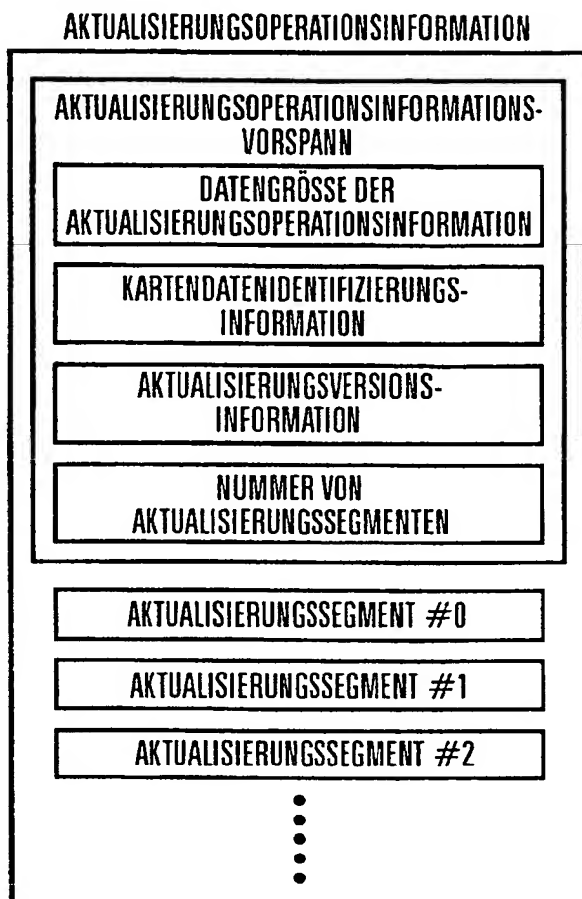 AKTUALISIERUNGSOPERATIONSINFORMATION
AKTUALISIERUNGSOPERATIONSINFORMATIONS-
VORSPANN
DATENGRÖSSE DER
AKTUALISIERUNGSOPERATIONSINFORMATION
KARTENDATENIDENTIFIZIERUNGS-
INFORMATION
AKTUALISIERUNGSVERSIONS-
INFORMATION
NUMMER VON
AKTUALISIERUNGSSEGMENTEN
AKTUALISIERUNGSSEGMENT #0
AKTUALISIERUNGSSEGMENT #1
AKTUALISIERUNGSSEGMENT #2